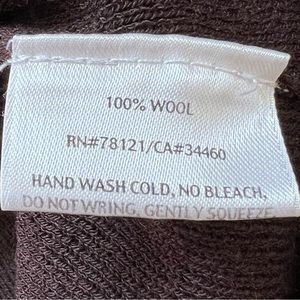 100% WOOL
RN#78121/CA#34460
HAND WASH COLD, NO BLEACH,
DO NOT WRING, GENTLY SQUEEZE